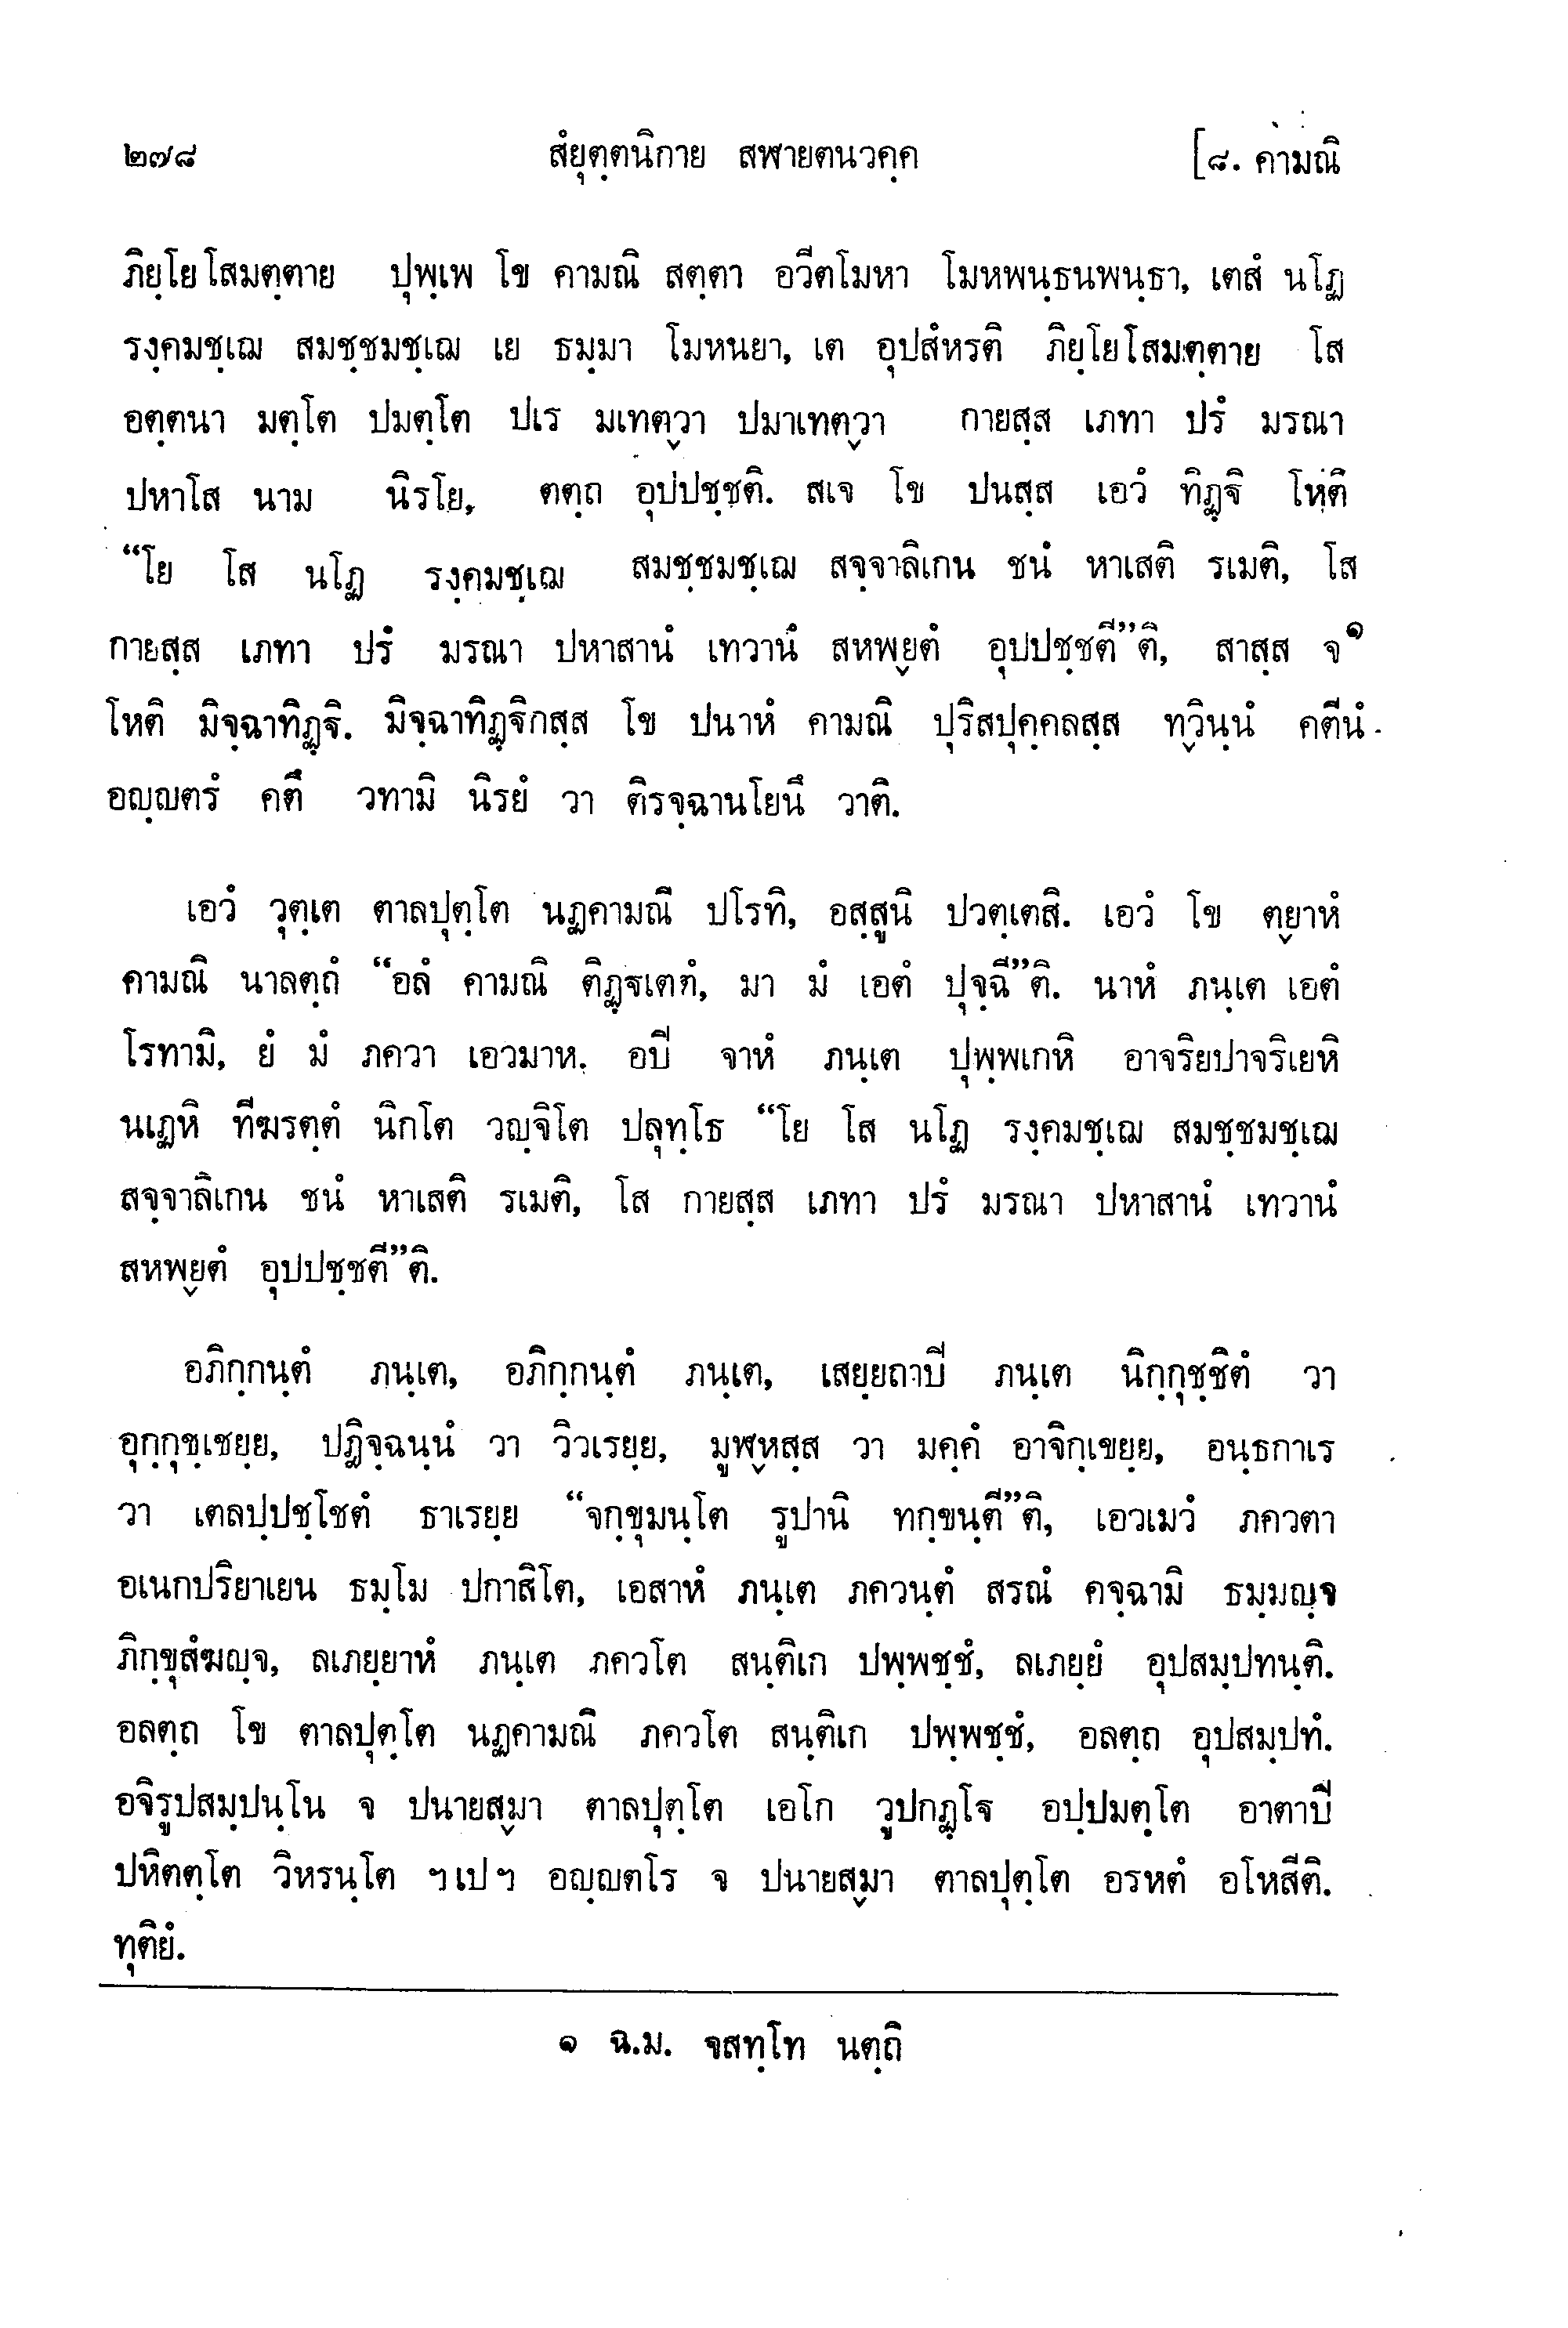 ๒๗๘ สํยุตฺตนิกาย สฬายตนวคฺค [๘. คามณิ
ภิยฺโยโสมตฺตาย ปุพฺเพ โข คามณิ สตฺตา อวีตโมหา โมหพนฺธนพนฺธา, เตสํ นโฏ
รงฺคมชฺเฌ สมชฺชมชฺเฌ เย ธมฺมา โมหนยา, เต อุปสํหรติ ภิยฺโยโสมตฺตาย โส
อตฺตนา มตฺโต ปมตฺโต ปเร มเทตฺวา ปมาเทตฺวา กายสฺส เภทา ปรํ มรณา
ปหาโส นาม นิรโย, ตตฺถ อุปปชฺชติ. สเจ โข ปนสฺส เอวํ ทิฏฺฐิ โหติ
“โย โส นโฏ รงฺคมชฺเฌ สมชฺชมชฺเฌ สจฺจาลิเกน ชนํ หาเสติ รเมติ, โส
กายสฺส เภทา ปรํ มรณา ปหาสานํ เทวานํ สหพฺยตํ อุปปชฺชตี”ติ, สาสฺส จ๑
โหติ มิจฺฉาทิฏฺฐิ. มิจฺฉาทิฏฺฐิกสฺส โข ปนาหํ คามณิ ปุริสปุคฺคลสฺส ทฺวินฺนํ คตีนํ
อญฺญตรํ คตึ วทามิ นิรยํ วา ติรจฺฉานโยนึ วาติ.
เอวํ วุตฺเต ตาลปุตฺโต นฏคามณี ปโรทิ, อสฺสูนิ ปวตฺเตสิ. เอวํ โข ตฺยาหํ
คามณิ นาลตฺถํ “อลํ คามณิ ติฏฺฐเตตํ, มา มํ เอตํ ปุจฺฉี”ติ. นาหํ ภนฺเต เอตํ
โรทามิ, ยํ มํ ภควา เอวมาห. อปิ จาหํ ภนฺเต ปุพฺพเกหิ อาจริยปาจริเยหิ
นเฏหิ ทีฆรตฺตํ นิกโต วญฺจิโต ปลุทฺโธ “โย โส นโฏ รงฺคมชฺเฌ สมชฺชมชฺเฌ
สจฺจาลิเกน ชนํ หาเสติ รเมติ, โส กายสฺส เภทา ปรํ มรณา ปหาสานํ เทวานํ
สหพฺยตํ อุปปชฺชตี”ติ.
อภิกฺกนฺตํ ภนฺเต, อภิกฺกนฺตํ ภนฺเต, เสยฺยถาปิ ภนฺเต นิกฺกุชฺชิตํ วา
อุกฺกุชฺเชยฺย, ปฏิจฺฉนฺนํ วา วิวเรยฺย, มูฬฺหสฺส วา มคฺคํ อาจิกฺเขยฺย, อนฺธกาเร
วา เตลปฺปชฺโชตํ ธาเรยฺย “จกฺขุมนฺโต รูปานิ ทกฺขนฺตี”ติ, เอวเมวํ ภควตา
อเนกปริยาเยน ธมฺโม ปกาสิโต, เอสาหํ ภนฺเต ภควนฺตํ สรณํ คจฺฉามิ ธมฺมญฺจ
ภิกฺขุสํฆญฺจ, ลเภยฺยาหํ ภนฺเต ภควโต สนฺติเก ปพฺพชฺชํ, ลเภยฺยํ อุปสมฺปทนฺติ.
อลตฺถ โข ตาลปุตฺโต นฏคามณี ภควโต สนฺติเก ปพฺพชฺชํ, อลตฺถ อุปสมฺปทํ.
อจิรูปสมฺปนฺโน จ ปนายสฺมา ตาลปุตฺโต เอโก วูปกฏฺโฐ อปฺปมตฺโต อาตาปี
ปหิตตฺโต วิหรนฺโต ฯเปฯ อญฺญตโร จ ปนายสฺมา ตาลปุตฺโต อรหตํ อโหสีติ.
ทุติยํ.
๑ ฉ.ม. จสทฺโท นตฺถิ